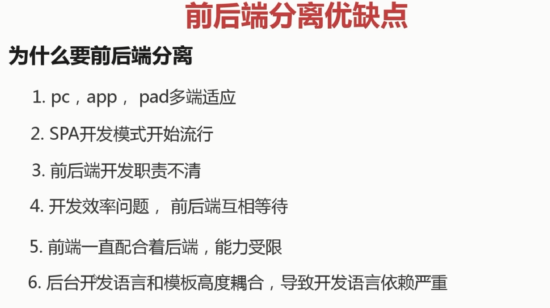 前后端分离优缺点
为什么要前后端分离
1. pc，app， pad多端适应
2. SPA开发模式开始流行
3. 前后端开发职责不清
4. 开发效率问题， 前后端互相等待
5. 前端一直配合着后端，能力受限
6. 后台开发语言和模板高度耦合，导致开发语言依赖严重